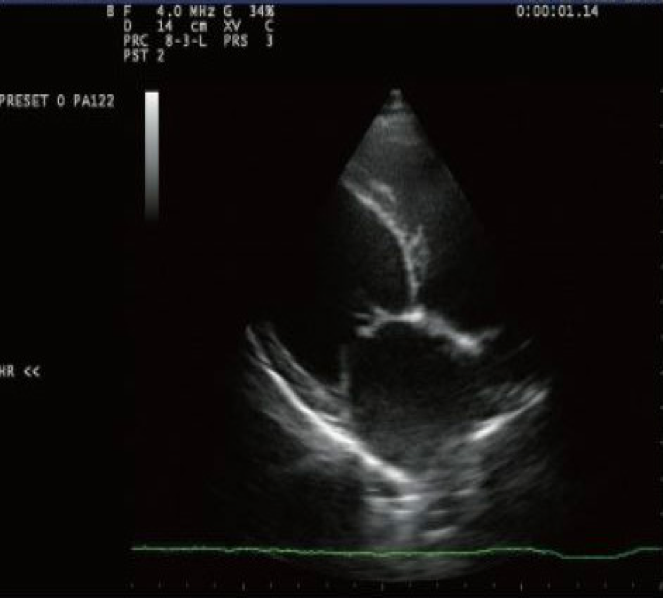 B F 4.0 MHz G 34% 0:00:01.14
D 14 cm XV C
PRC 8-3-L PRS 3
PST 2
PRESET 0 PA122
HR <<